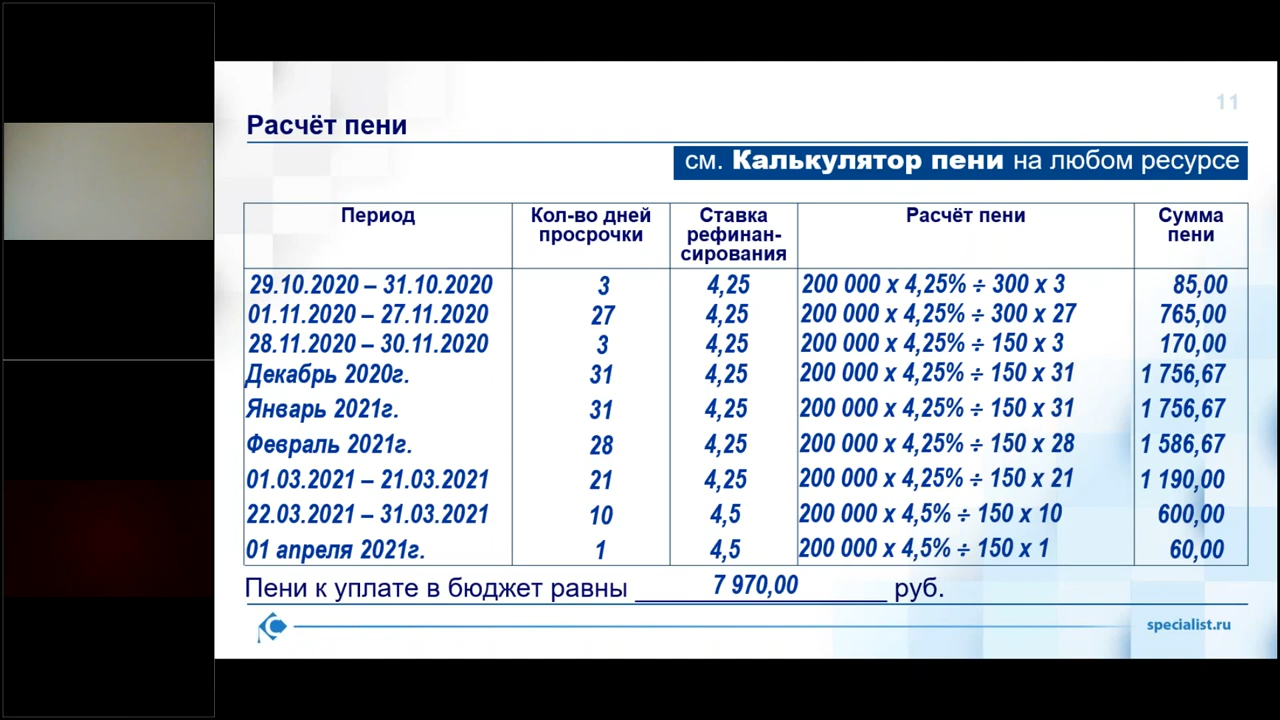 11
Расчёт пени
см. Калькулятор пени на любом ресурсе
Период Кол-во дней просрочки Ставка рефинан-сирования Расчёт пени Сумма пени
29.10.2020 – 31.10.2020 3 4,25 200 000 х 4,25% ÷ 300 х 3 85,00
01.11.2020 – 27.11.2020 27 4,25 200 000 х 4,25% ÷ 300 х 27 765,00
28.11.2020 – 30.11.2020 3 4,25 200 000 х 4,25% ÷ 150 х 3 170,00
Декабрь 2020г. 31 4,25 200 000 х 4,25% ÷ 150 х 31 1 756,67
Январь 2021г. 31 4,25 200 000 х 4,25% ÷ 150 х 31 1 756,67
Февраль 2021г. 28 4,25 200 000 х 4,25% ÷ 150 х 28 1 586,67
01.03.2021 – 21.03.2021 21 4,25 200 000 х 4,25% ÷ 150 х 21 1 190,00
22.03.2021 – 31.03.2021 10 4,5 200 000 х 4,5% ÷ 150 х 10 600,00
01 апреля 2021г. 1 4,5 200 000 х 4,5% ÷ 150 х 1 60,00
Пени к уплате в бюджет равны 7 970,00 руб.
specialist.ru